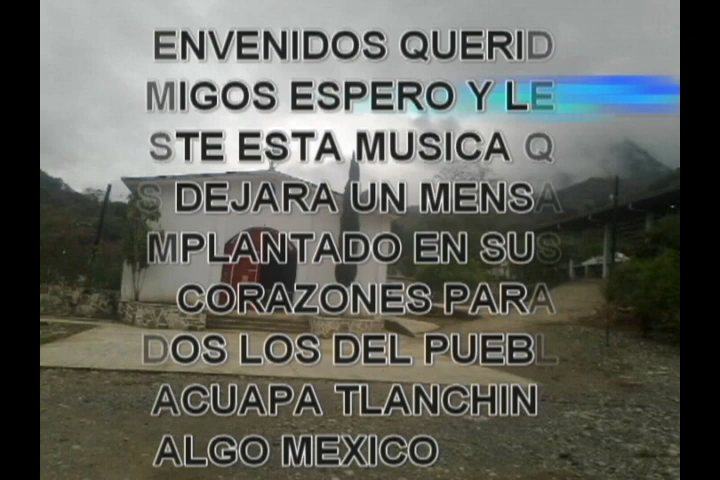 ENVENIDOS QUERID
MIGOS ESPERO Y LE
STE ESTA MUSICA Q
S DEJARA UN MENSA
MPLANTADO EN SUS
CORAZONES PARA
DOS LOS DEL PUEBL
ACUAPA TLANCHIN
ALGO MEXICO